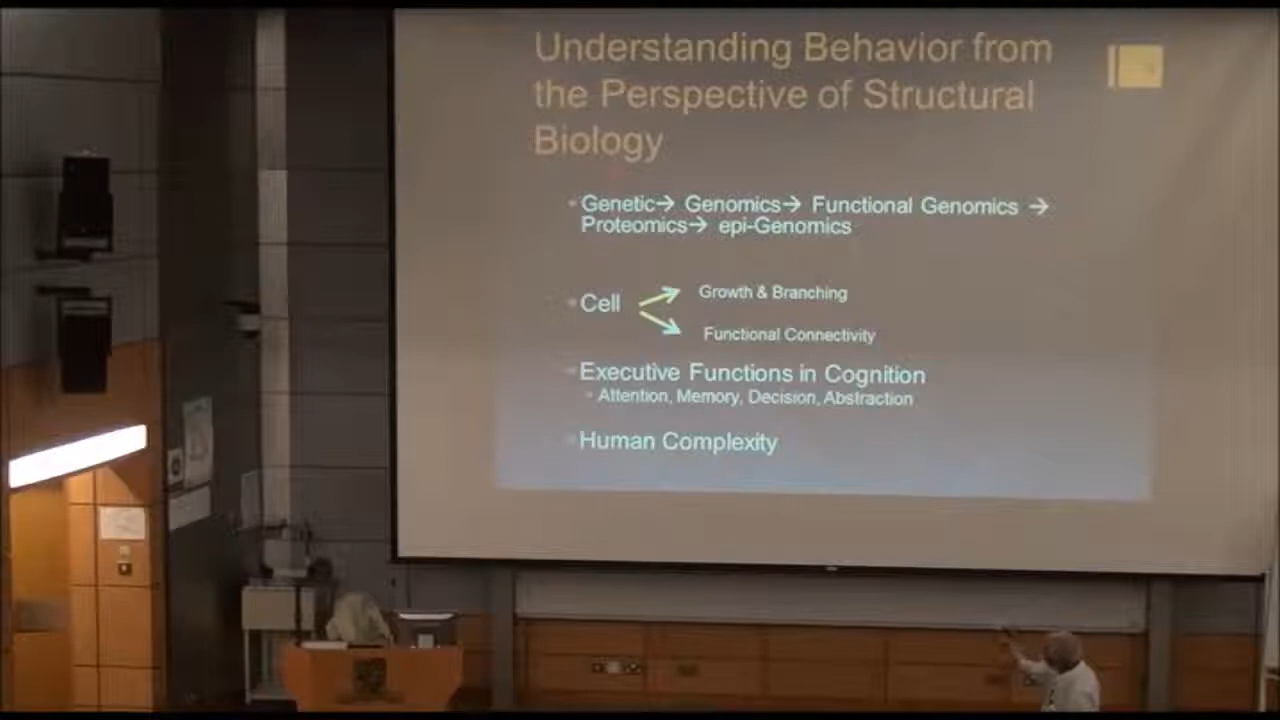 Understanding Behavior from
the Perspective of Structural
Biology
Genetic→ Genomics→ Functional Genomics →
Proteomics→ epi-Genomics
Cell
Growth & Branching
Functional Connectivity
Executive Functions in Cognition
Attention, Memory, Decision, Abstraction
Human Complexity